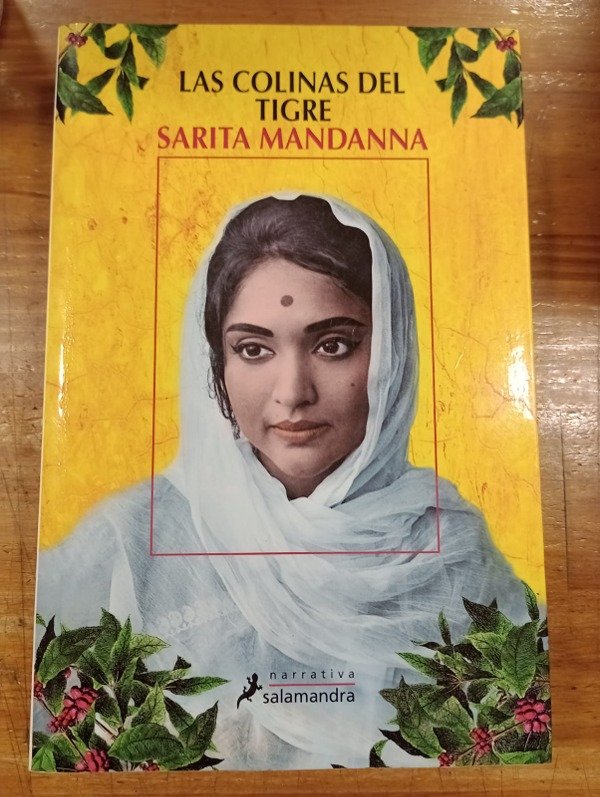 LAS COLINAS DEL
TIGRE
SARITA MANDANNA
narrativa
salamandra